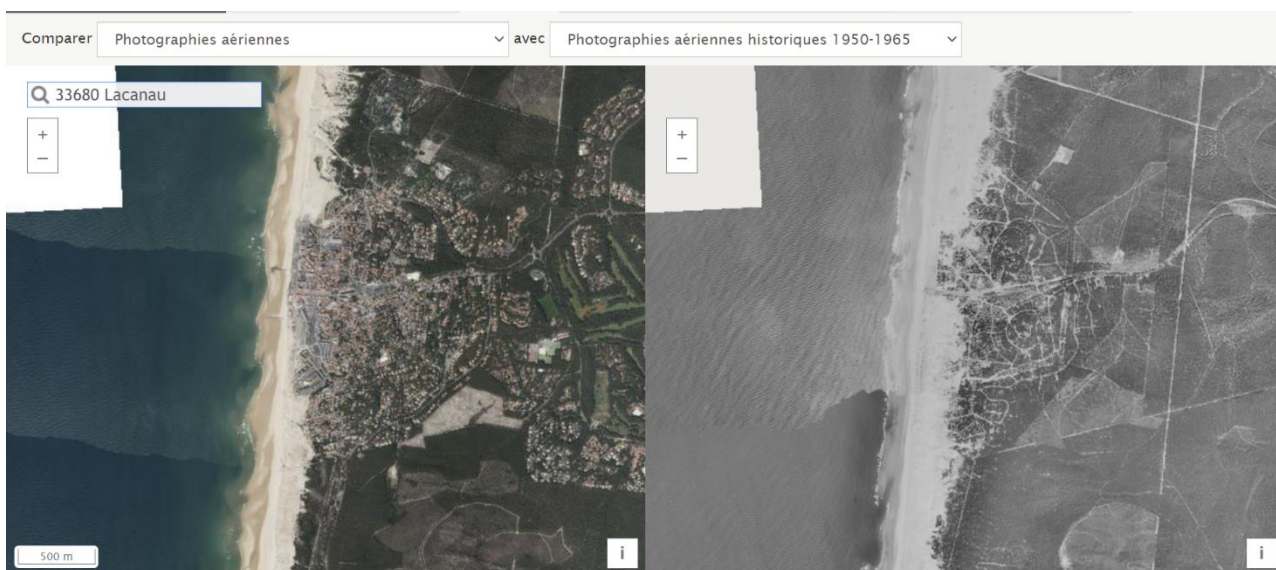 Comparer Photographies aériennes avec Photographies aériennes historiques 1950-1965
33680 Lacanau
+
−
+
−
500 m
i
i